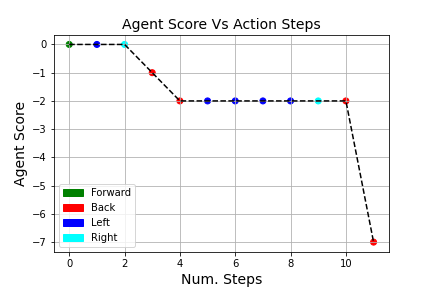 Agent Score Vs Action Steps
Agent Score
0
−1
−2
−3
−4
−5
−6
−7
Forward
Back
Left
Right
0 2 4 6 8 10
Num. Steps